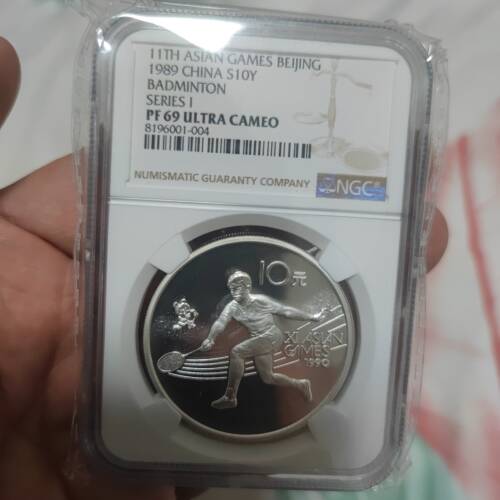 11TH ASIAN GAMES BEIJING
1989 CHINA S10Y
BADMINTON
SERIES I
PF 69 ULTRA CAMEO
8196001-004
NUMISMATIC GUARANTY COMPANY
NGC
10元
XI ASIAN
GAMES
1990